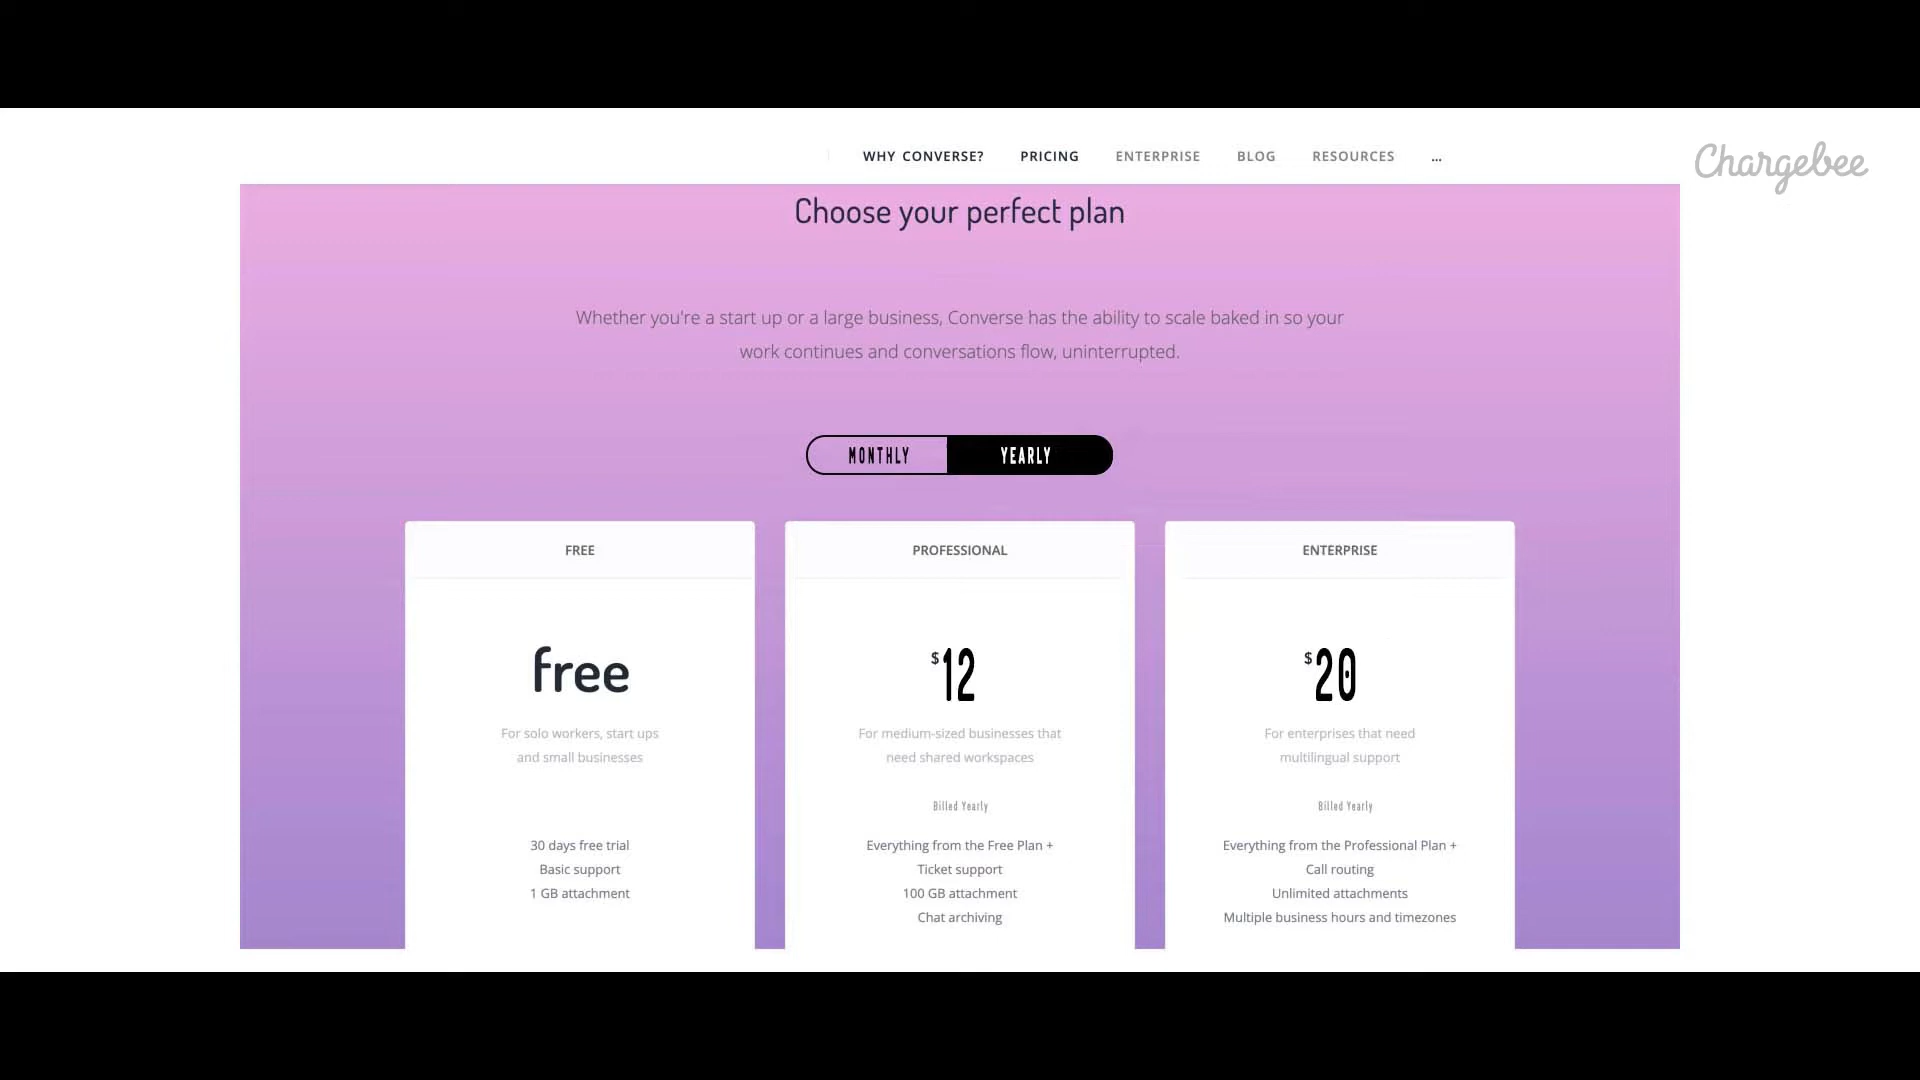 WHY CONVERSE? PRICING ENTERPRISE BLOG RESOURCES ...
Chargebee
Choose your perfect plan
Whether you're a start up or a large business, Converse has the ability to scale baked in so your
work continues and conversations flow, uninterrupted.
MONTHLY YEARLY
FREE
free
For solo workers, start ups
and small businesses
30 days free trial
Basic support
1 GB attachment
PROFESSIONAL
$12
For medium-sized businesses that
need shared workspaces
Billed Yearly
Everything from the Free Plan +
Ticket support
100 GB attachment
Chat archiving
ENTERPRISE
$20
For enterprises that need
multilingual support
Billed Yearly
Everything from the Professional Plan +
Call routing
Unlimited attachments
Multiple business hours and timezones